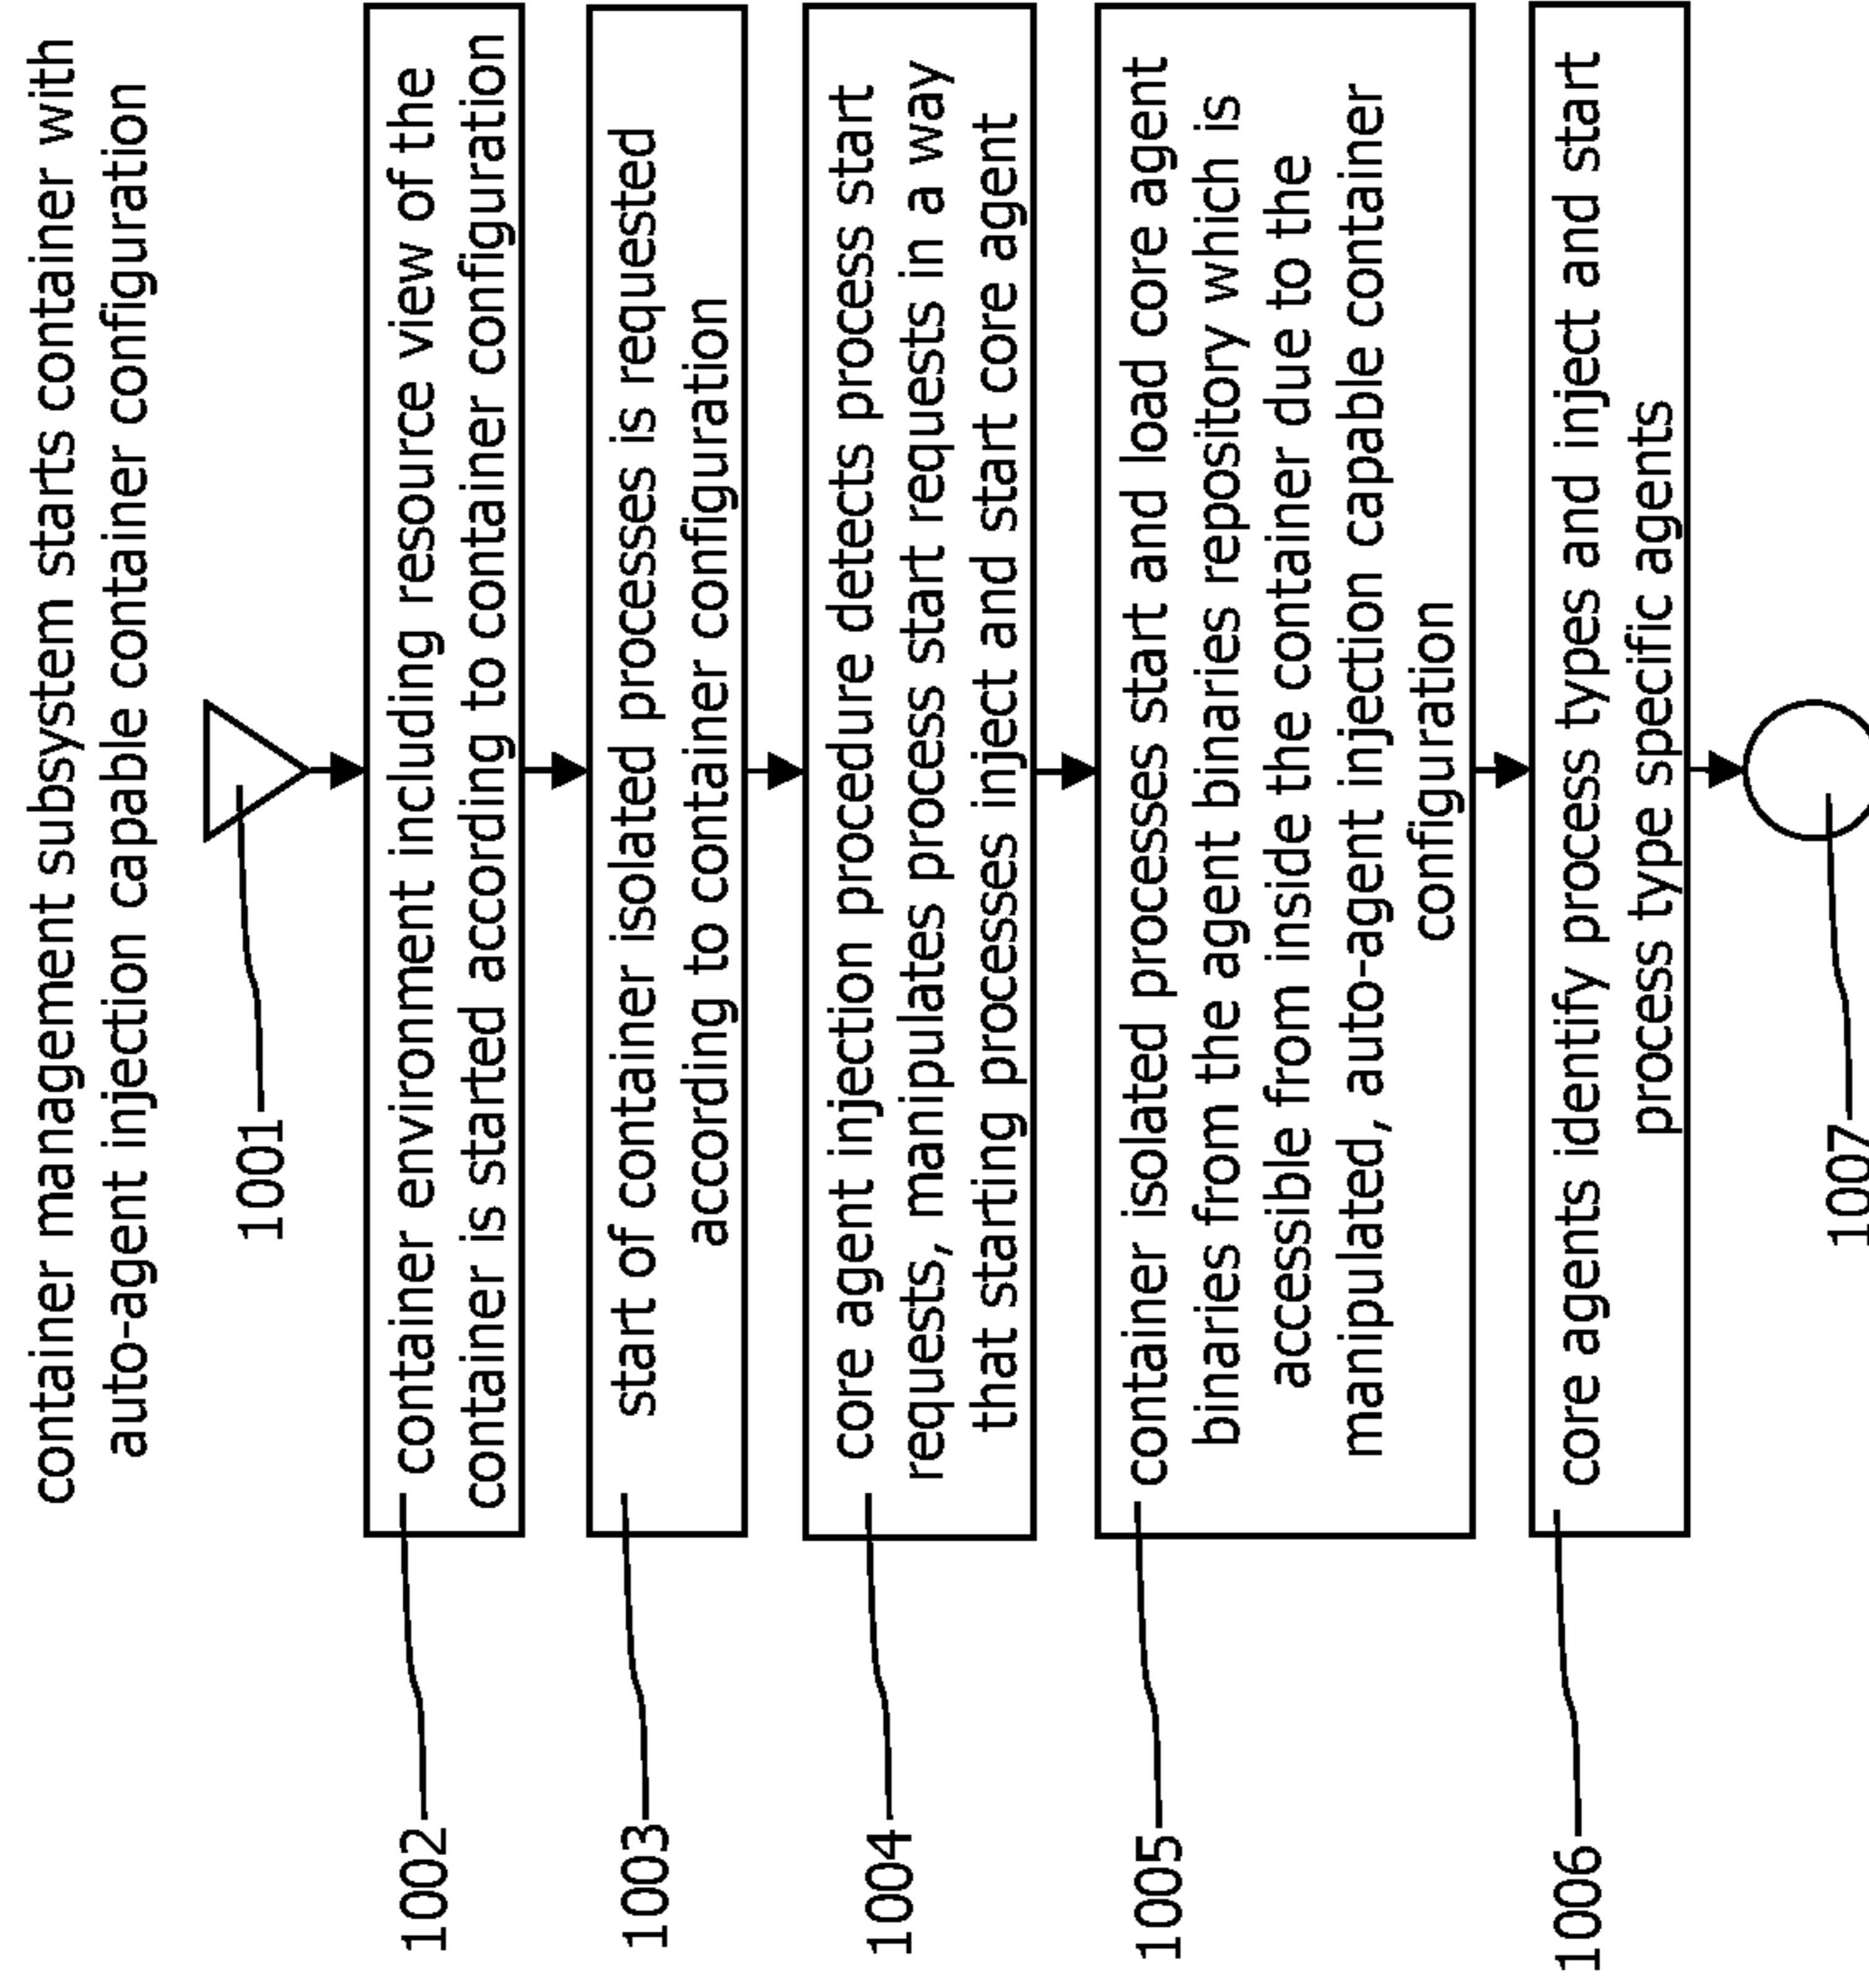 container management subsystem starts container with
auto-agent injection capable container configuration
1001
container environment including resource view of the
container is started according to container configuration
1002
start of container isolated processes is requested
according to container configuration
1003
core agent injection procedure detects process start
requests, manipulates process start requests in a way
that starting processes inject and start core agent
1004
container isolated processes start and load core agent
binaries from the agent binaries repository which is
accessible from inside the container due to the
manipulated, auto-agent injection capable container
configuration
1005
core agents identify process types and inject and start
process type specific agents
1006
1007